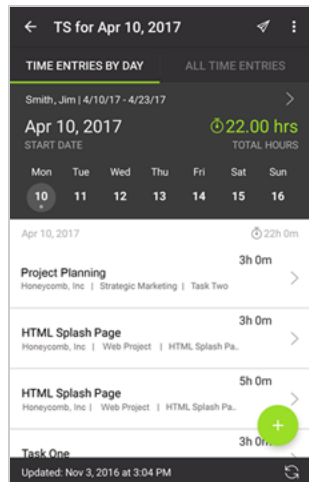 TS for Apr 10, 2017
TIME ENTRIES BY DAY ALL TIME ENTRIES
Smith, Jim | 4/10/17 - 4/23/17
Apr 10, 2017 22.00 hrs
START DATE TOTAL HOURS
Mon Tue Wed Thu Fri Sat Sun
10 11 12 13 14 15 16
Apr 10, 2017 22h 0m
3h 0m
Project Planning
Honeycomb, Inc | Strategic Marketing | Task Two
3h 0m
HTML Splash Page
Honeycomb, Inc | Web Project | HTML Splash Pa..
5h 0m
HTML Splash Page
Honeycomb, Inc | Web Project | HTML Splash Pa..
3h 0m
Task One
Updated: Nov 3, 2016 at 3:04 PM